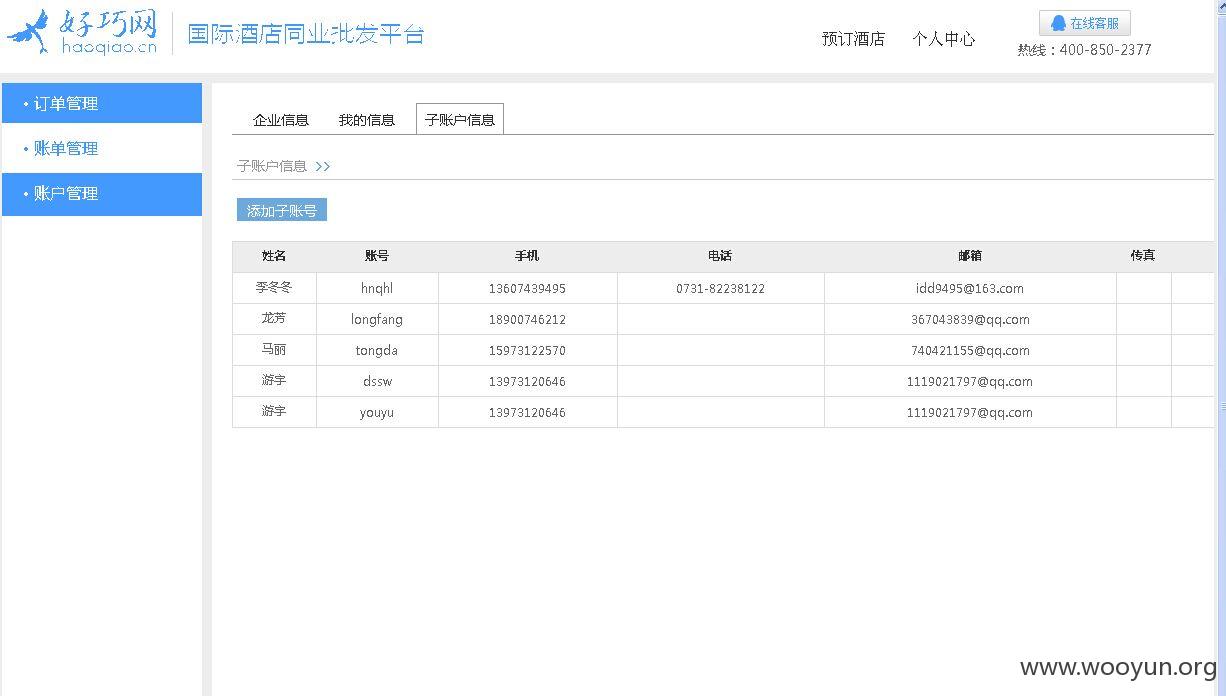 好巧网
haoqiao.cn
国际酒店同业批发平台
预订酒店 个人中心
在线客服
热线：400-850-2377
• 订单管理
• 账单管理
• 账户管理
企业信息 我的信息 子账户信息
子账户信息 >>
添加子账号
姓名 账号 手机 电话 邮箱 传真
李冬冬 hnqhl 13607439495 0731-82238122 idd9495@163.com
龙芳 longfang 18900746212 367043839@qq.com
马丽 tongda 15973122570 740421155@qq.com
游宇 dssw 13973120646 1119021797@qq.com
游宇 youyu 13973120646 1119021797@qq.com
www.wooyun.org